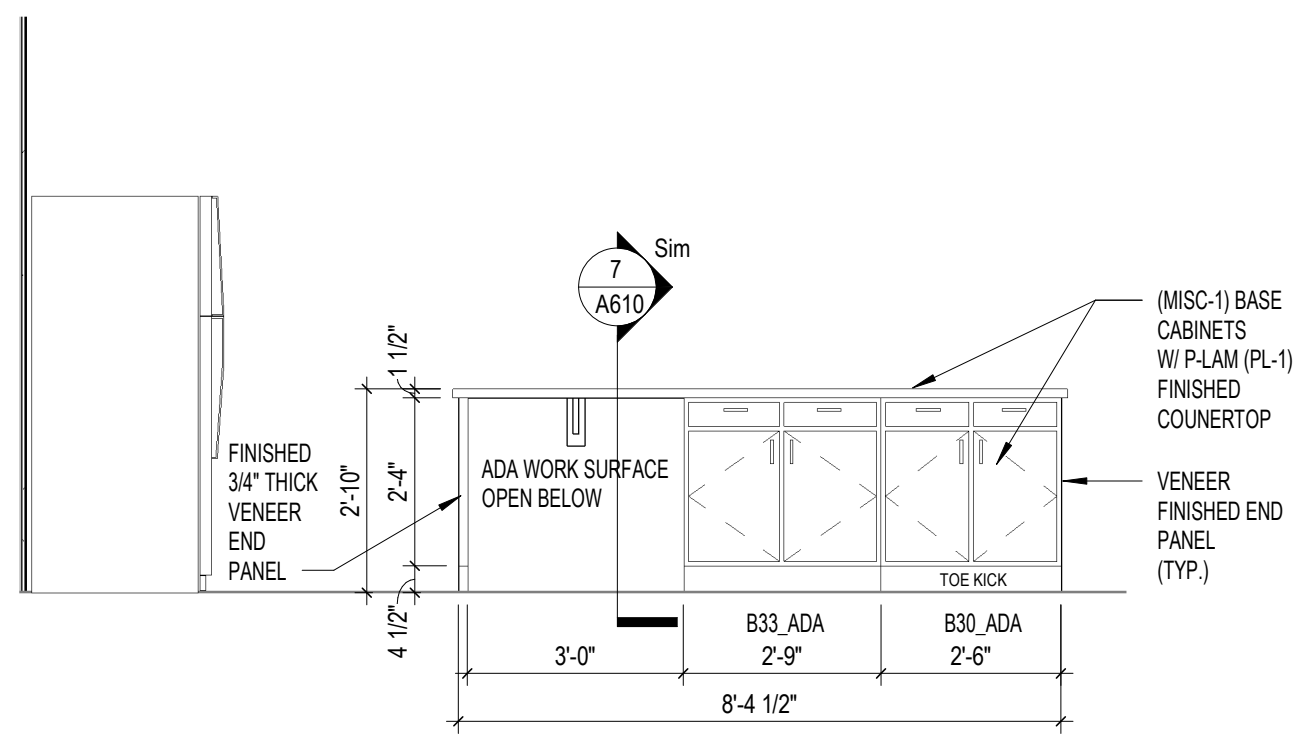 Sim
7
A610
(MISC-1) BASE
CABINETS
W/ P-LAM (PL-1)
FINISHED
COUNERTOP
1 1/2"
2'-10"
2'-4"
4 1/2"
FINISHED
3/4" THICK
VENEER
END
PANEL
ADA WORK SURFACE
OPEN BELOW
VENEER
FINISHED END
PANEL
(TYP.)
TOE KICK
B33_ADA
B30_ADA
3'-0"
2'-9"
2'-6"
8'-4 1/2"